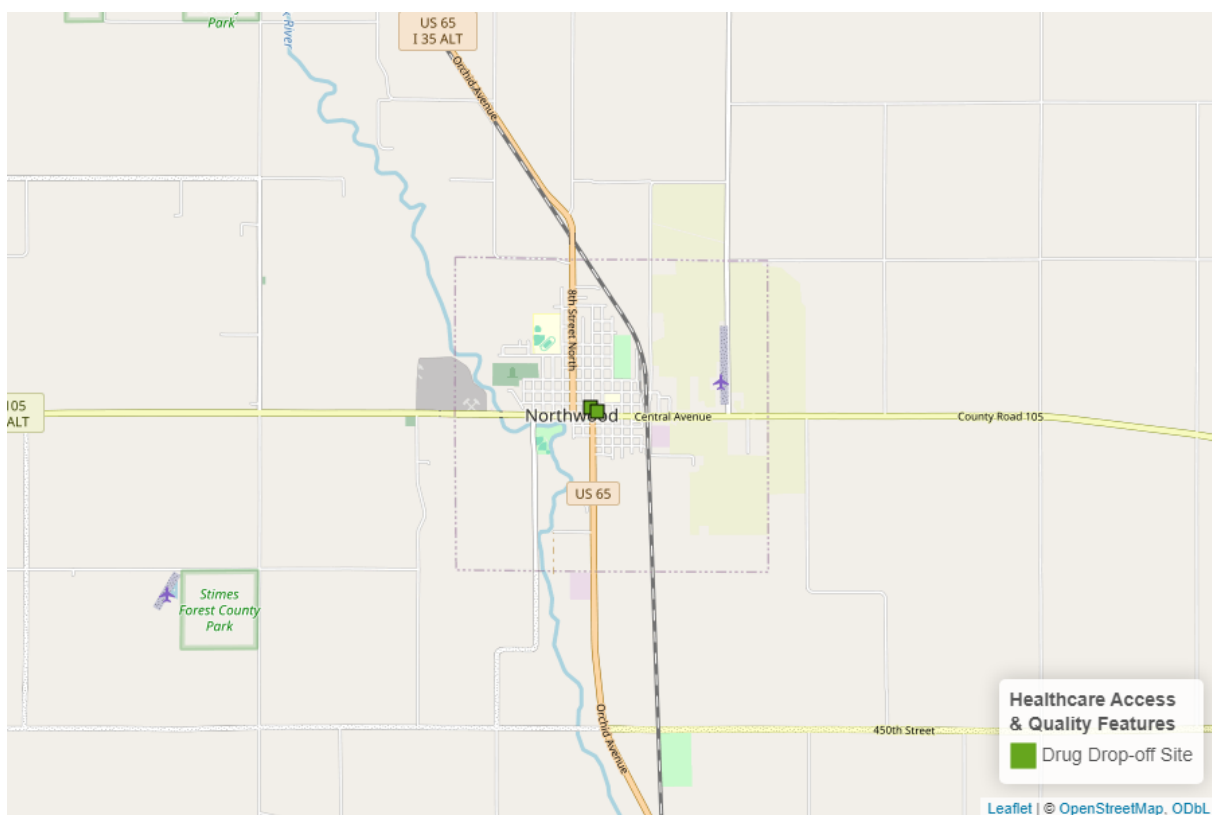 Park
River
US 65
I 35 ALT
Orchid Avenue
8th Street North
105
ALT
Northwood
Central Avenue
County Road 105
US 65
Stimes
Forest County
Park
Orchid Avenue
450th Street
Healthcare Access
& Quality Features
Drug Drop-off Site
Leaflet | © OpenStreetMap, ODbL